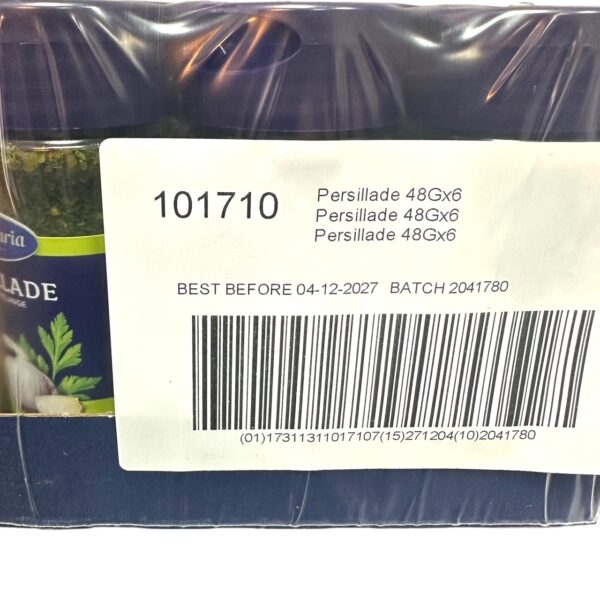 101710
Persillade 48Gx6
Persillade 48Gx6
Persillade 48Gx6
BEST BEFORE 04-12-2027 BATCH 2041780
(01)17311311017107(15)271204(10)2041780